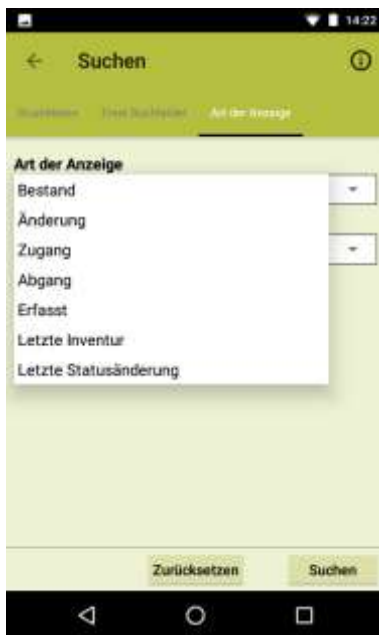 14:22
Suchen
Art der Anzeige
Art der Anzeige
Bestand
Änderung
Zugang
Abgang
Erfasst
Letzte Inventur
Letzte Statusänderung
Zurücksetzen
Suchen